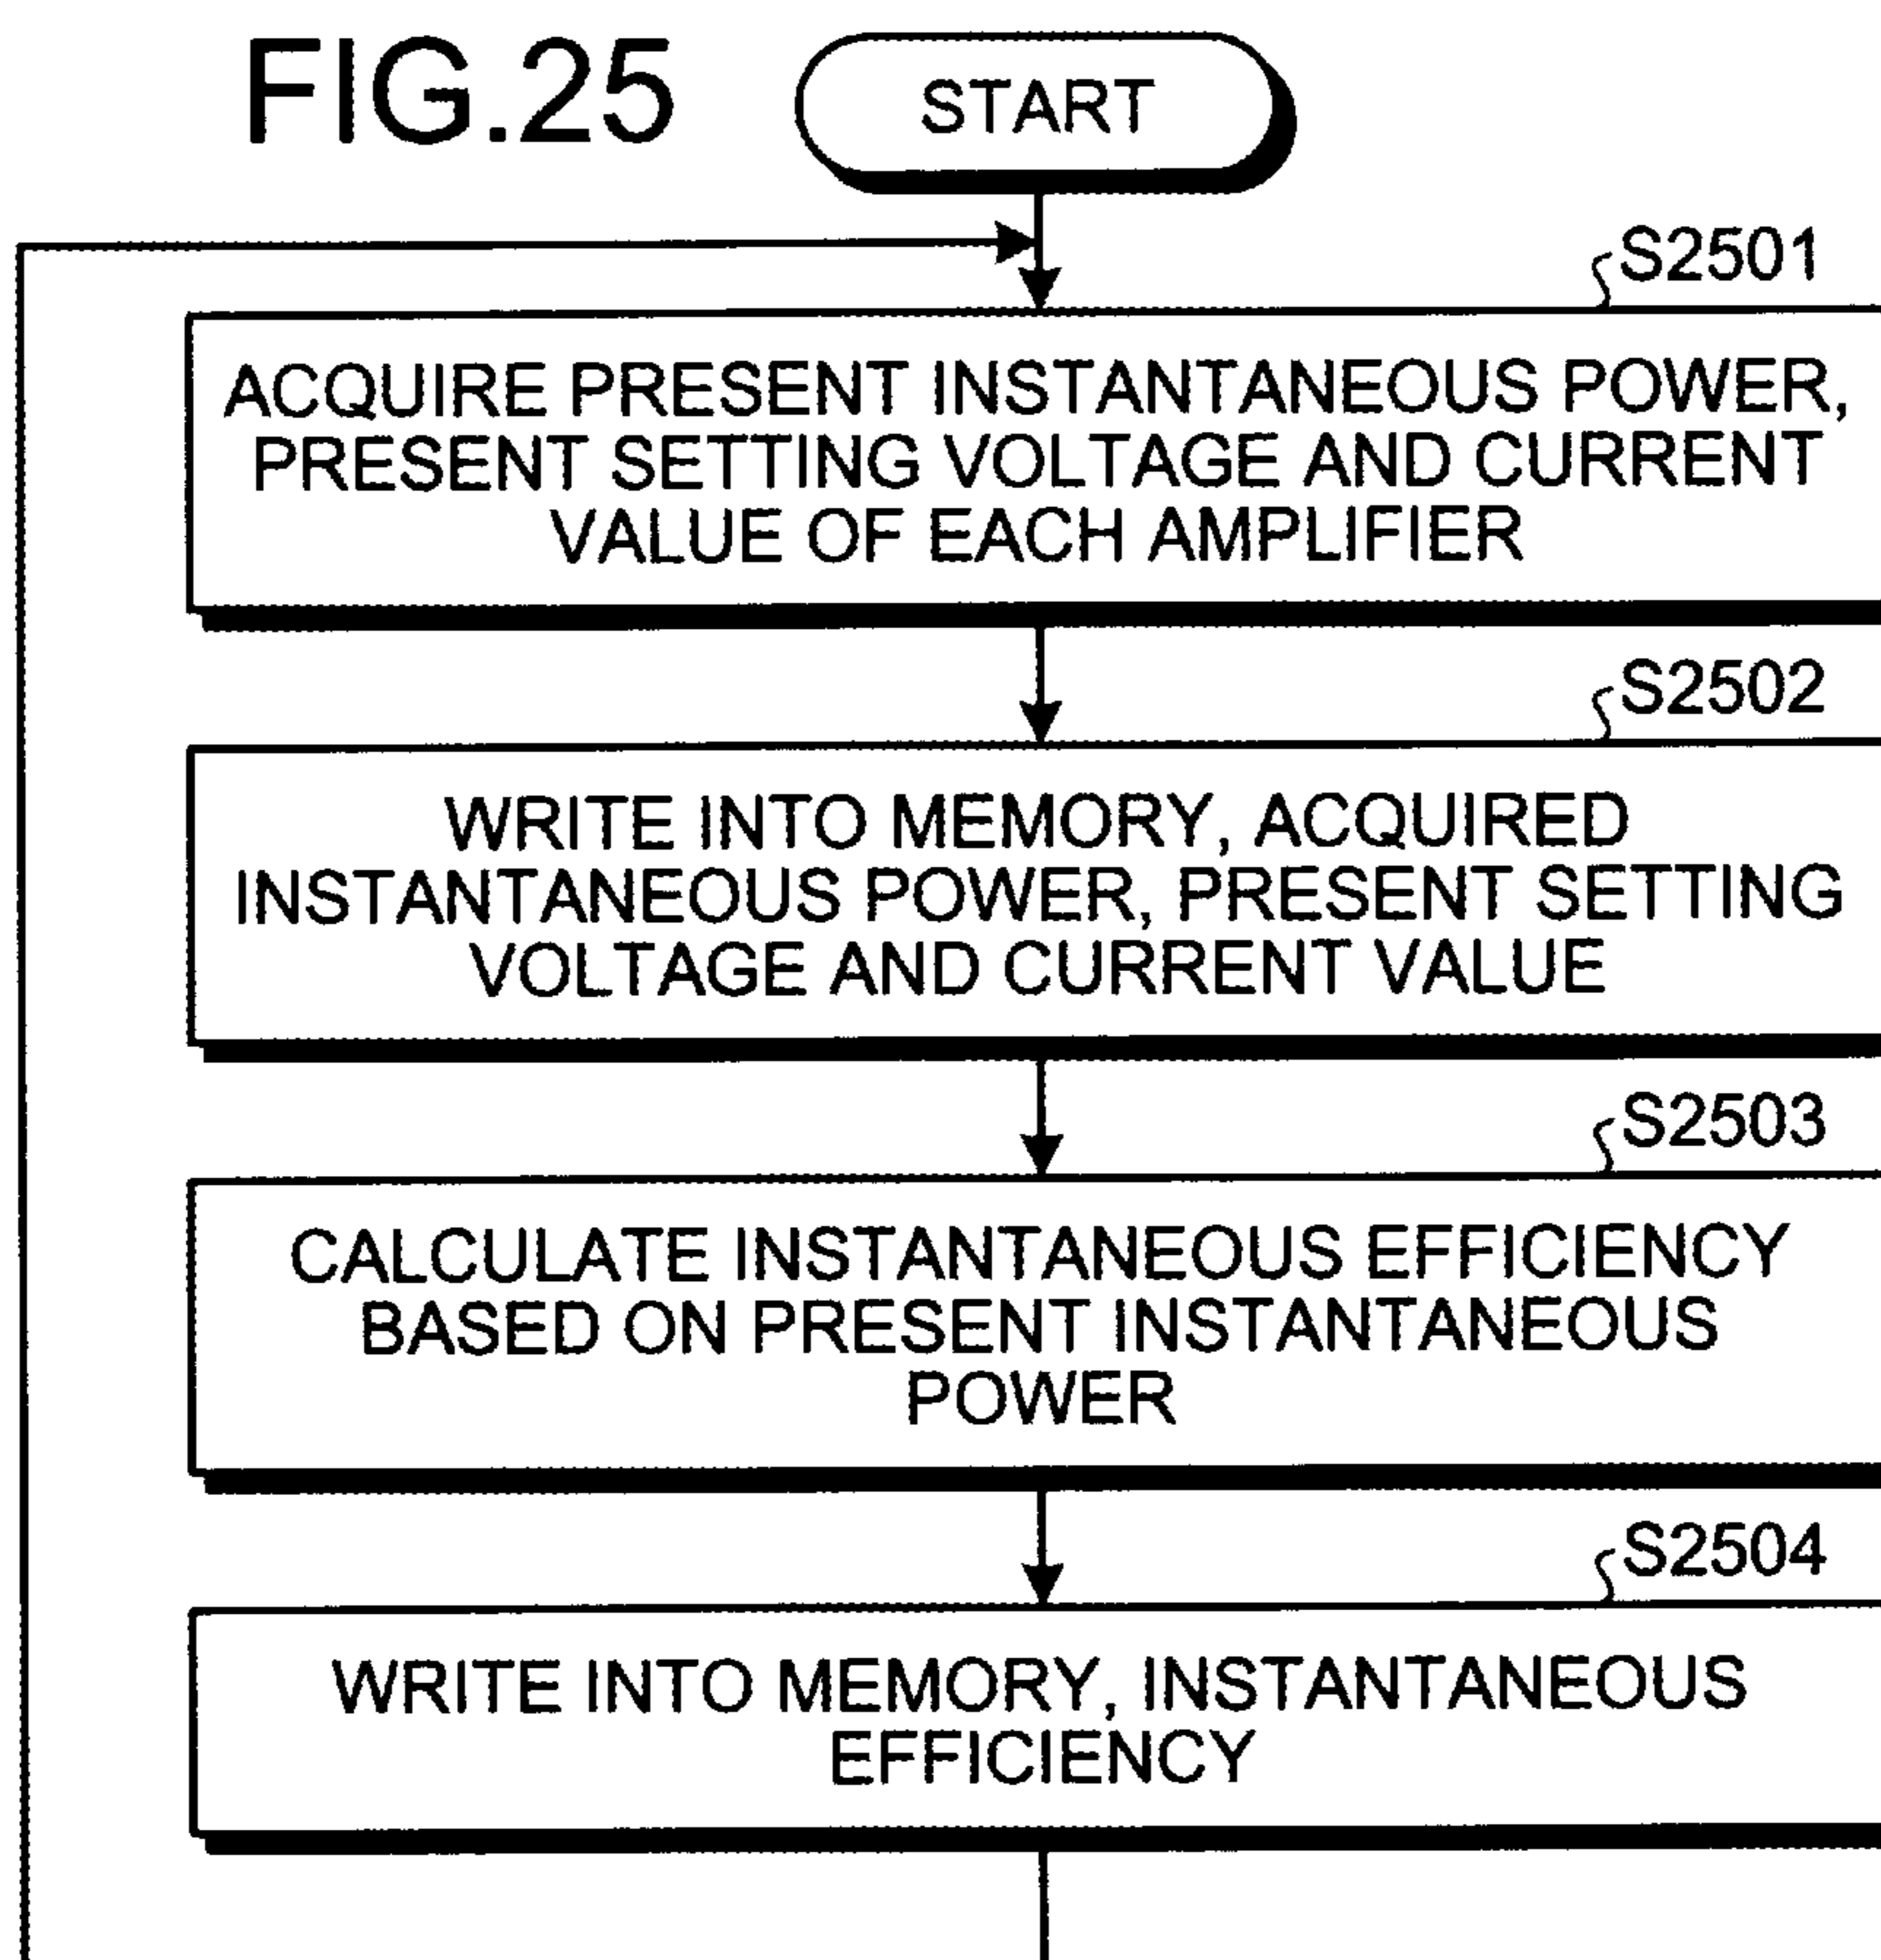 FIG.25
START
S2501
ACQUIRE PRESENT INSTANTANEOUS POWER,
PRESENT SETTING VOLTAGE AND CURRENT
VALUE OF EACH AMPLIFIER
S2502
WRITE INTO MEMORY, ACQUIRED
INSTANTANEOUS POWER, PRESENT SETTING
VOLTAGE AND CURRENT VALUE
S2503
CALCULATE INSTANTANEOUS EFFICIENCY
BASED ON PRESENT INSTANTANEOUS
POWER
S2504
WRITE INTO MEMORY, INSTANTANEOUS
EFFICIENCY